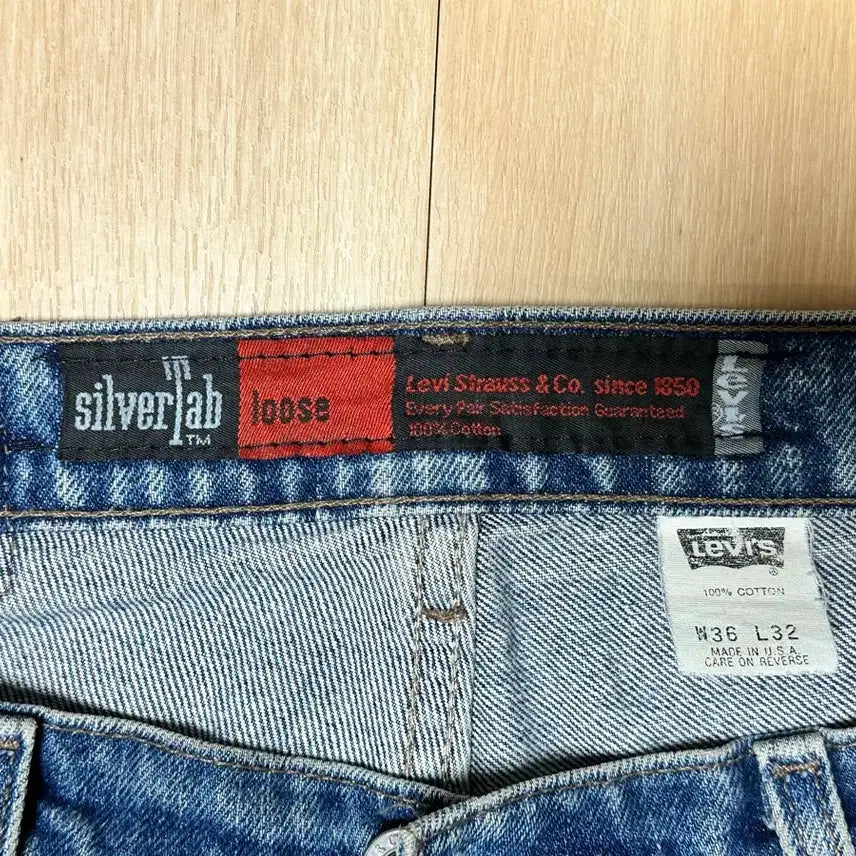 silverTab
TM
loose
Levi Strauss & Co. since 1850
Every Pair Satisfaction Guaranteed
100% Cotton
Levi's
®
Levi's
®
100% COTTON
W36 L32
MADE IN U.S.A.
CARE ON REVERSE